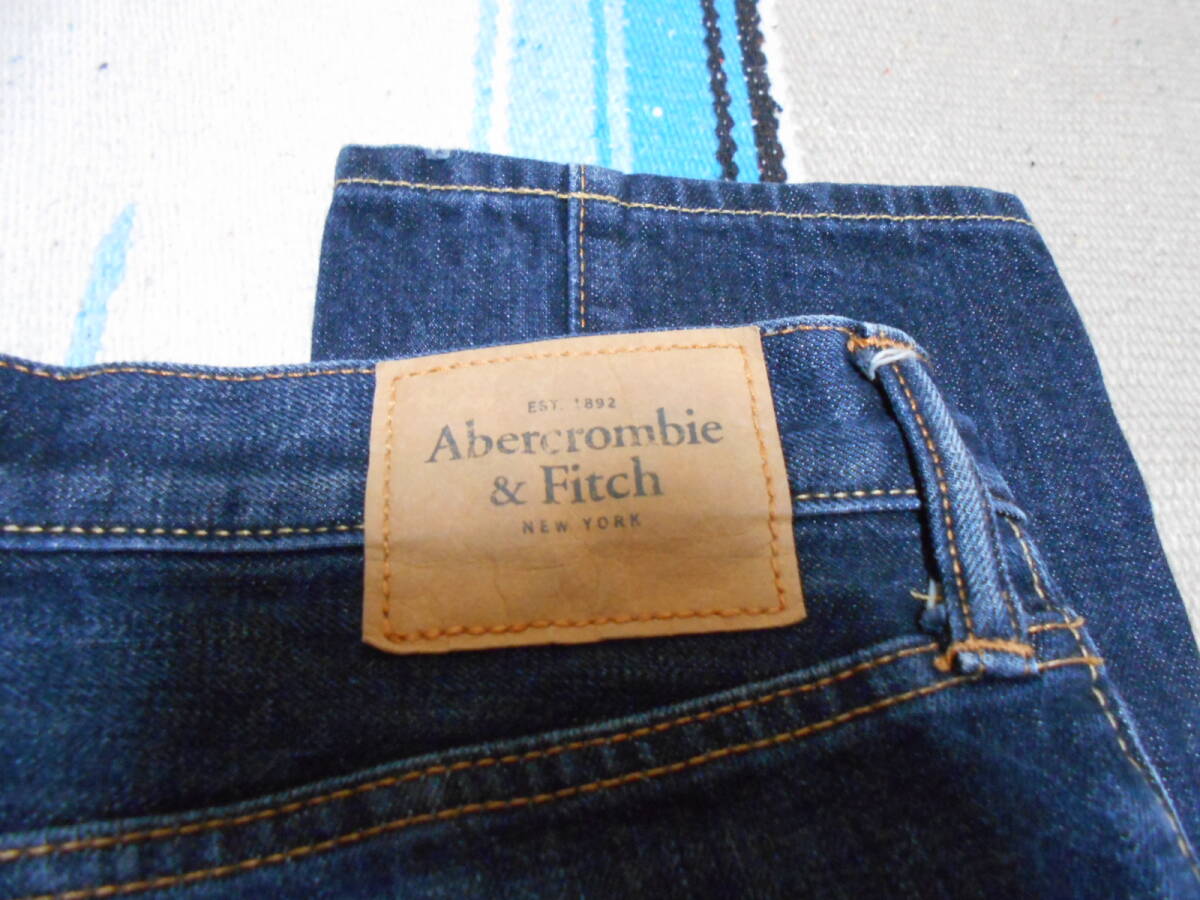 EST. 1892
Abercrombie
& Fitch
NEW YORK